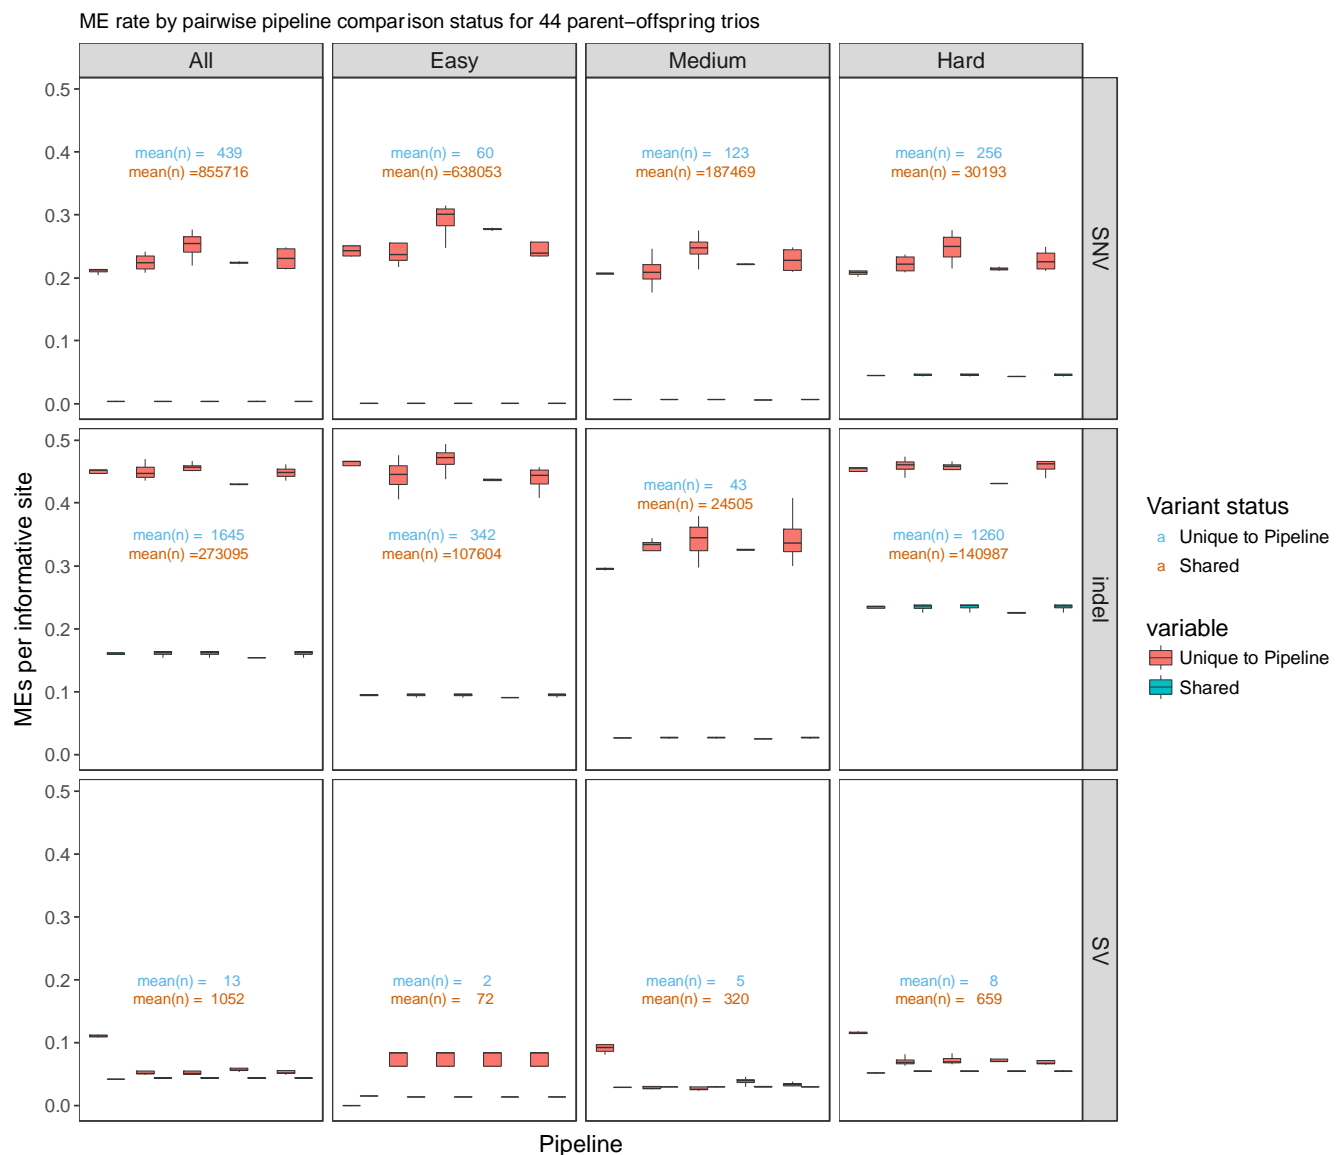 ME rate by pairwise pipeline comparison status for 44 parent−offspring trios
All Easy Medium Hard
0.5
0.4
0.3
0.2
0.1
0.0
mean(n) = 439
mean(n) =855716
mean(n) = 60
mean(n) =638053
mean(n) = 123
mean(n) =187469
mean(n) = 256
mean(n) = 30193
SNV
0.5
0.4
0.3
0.2
0.1
0.0
mean(n) = 1645
mean(n) =273095
mean(n) = 342
mean(n) =107604
mean(n) = 43
mean(n) = 24505
mean(n) = 1260
mean(n) =140987
indel
0.5
0.4
0.3
0.2
0.1
0.0
mean(n) = 13
mean(n) = 1052
mean(n) = 2
mean(n) = 72
mean(n) = 5
mean(n) = 320
mean(n) = 8
mean(n) = 659
SV
MEs per informative site
Pipeline
Variant status
a Unique to Pipeline
a Shared
variable
Unique to Pipeline
Shared